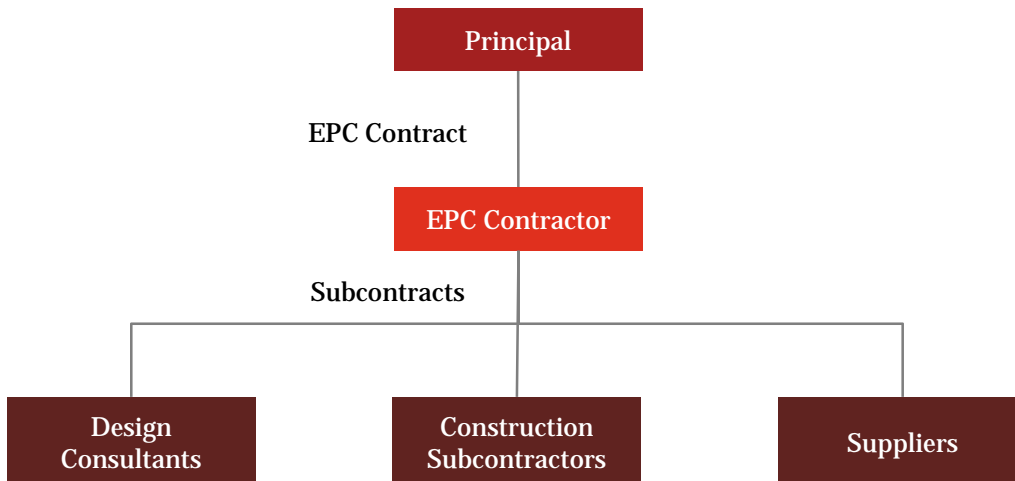 Principal
EPC Contract
EPC Contractor
Subcontracts
Design
Consultants
Construction
Subcontractors
Suppliers